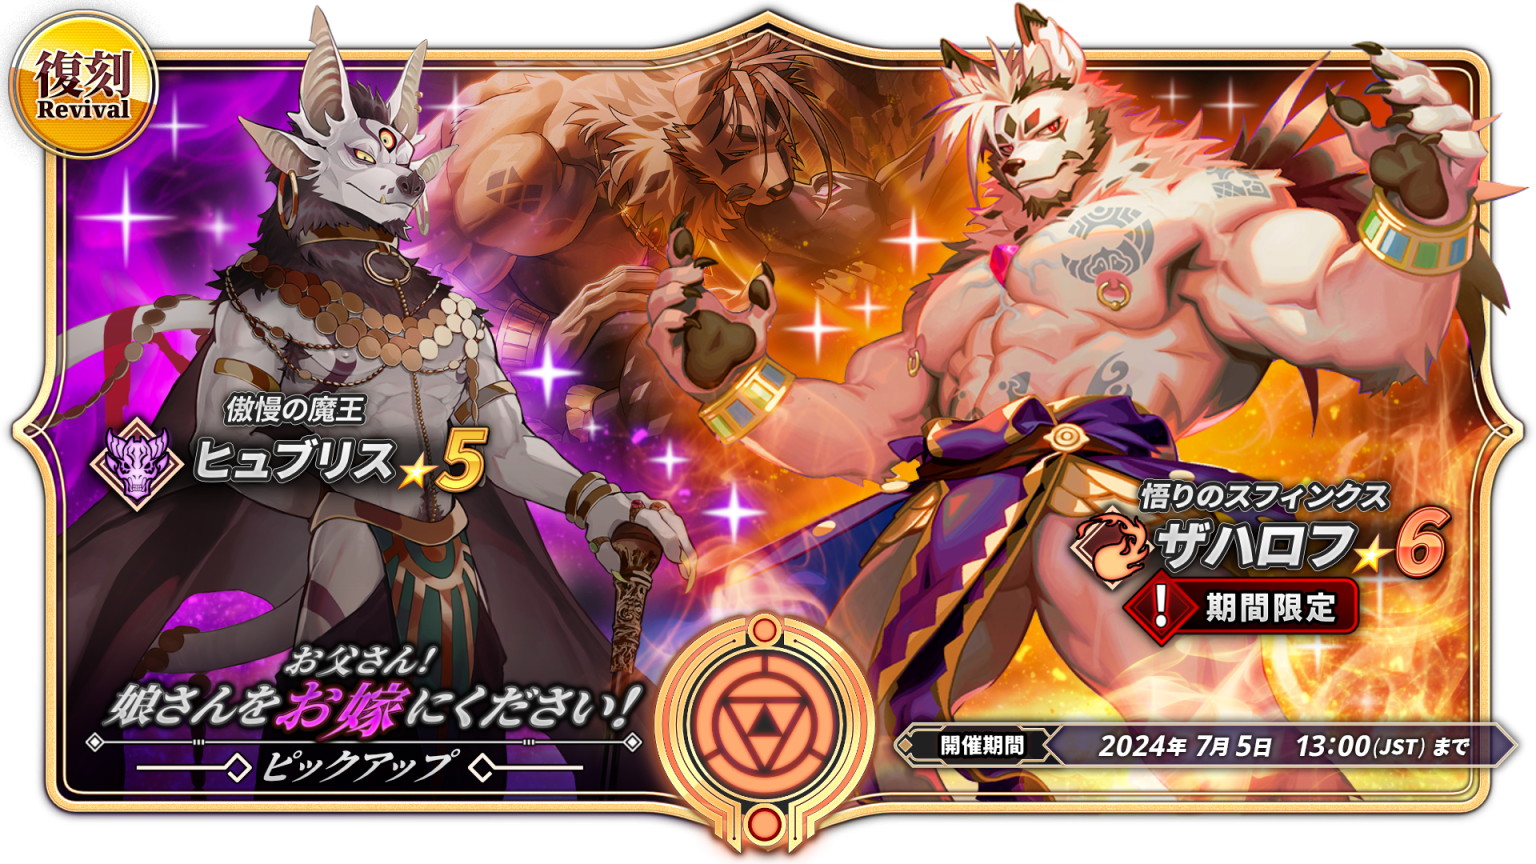 復刻
Revival
傲慢の魔王
ヒュブリス★5
悟りのスフィンクス
ザハロフ★6
! 期間限定
お父さん!
娘さんをお嫁にください!
ピックアップ
開催期間 2024年 7月 5日 13:00(JST) まで